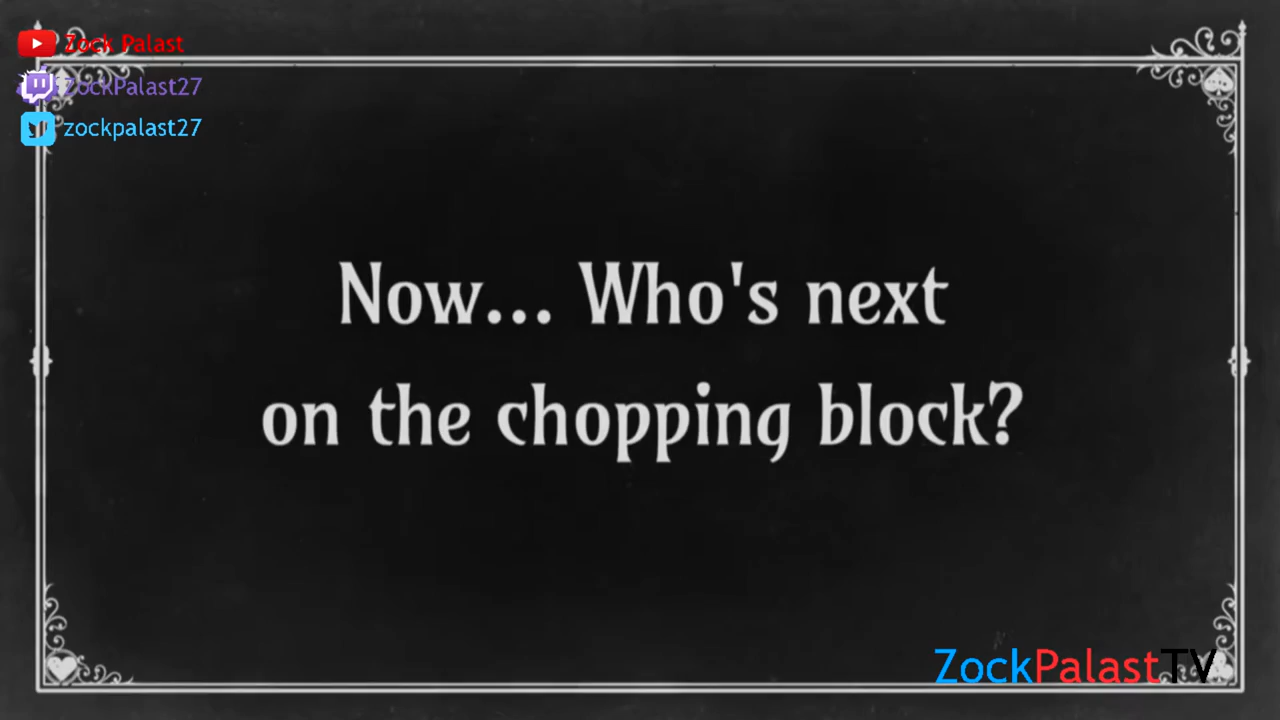 Zock Palast
ZockPalast27
zockpalast27
Now... Who's next
on the chopping block?
ZockPalastTV